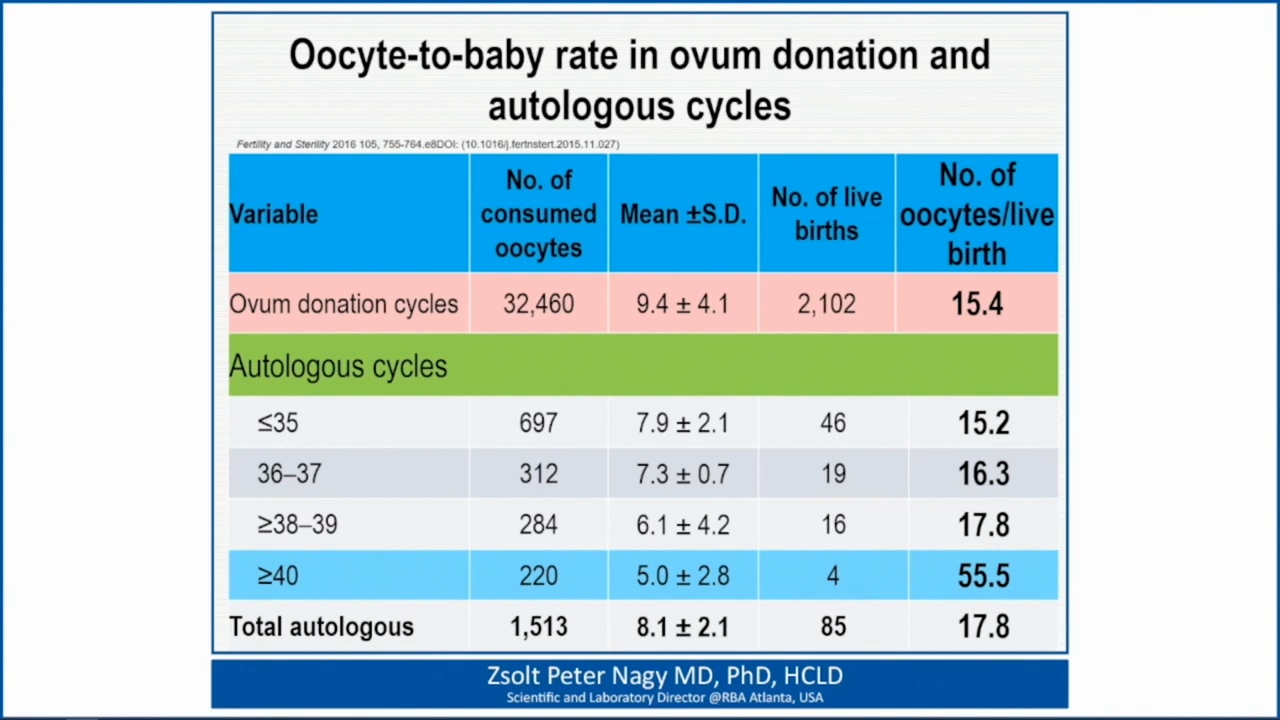 Oocyte-to-baby rate in ovum donation and
autologous cycles
Fertility and Sterility 2016 105, 755-764.e8DOI: (10.1016/j.fertnstert.2015.11.027)
Variable No. of consumed oocytes Mean ±S.D. No. of live births No. of oocytes/live birth
Ovum donation cycles 32,460 9.4 ± 4.1 2,102 15.4
Autologous cycles
≤35 697 7.9 ± 2.1 46 15.2
36–37 312 7.3 ± 0.7 19 16.3
≥38–39 284 6.1 ± 4.2 16 17.8
≥40 220 5.0 ± 2.8 4 55.5
Total autologous 1,513 8.1 ± 2.1 85 17.8
Zsolt Peter Nagy MD, PhD, HCLD
Scientific and Laboratory Director @RBA Atlanta, USA